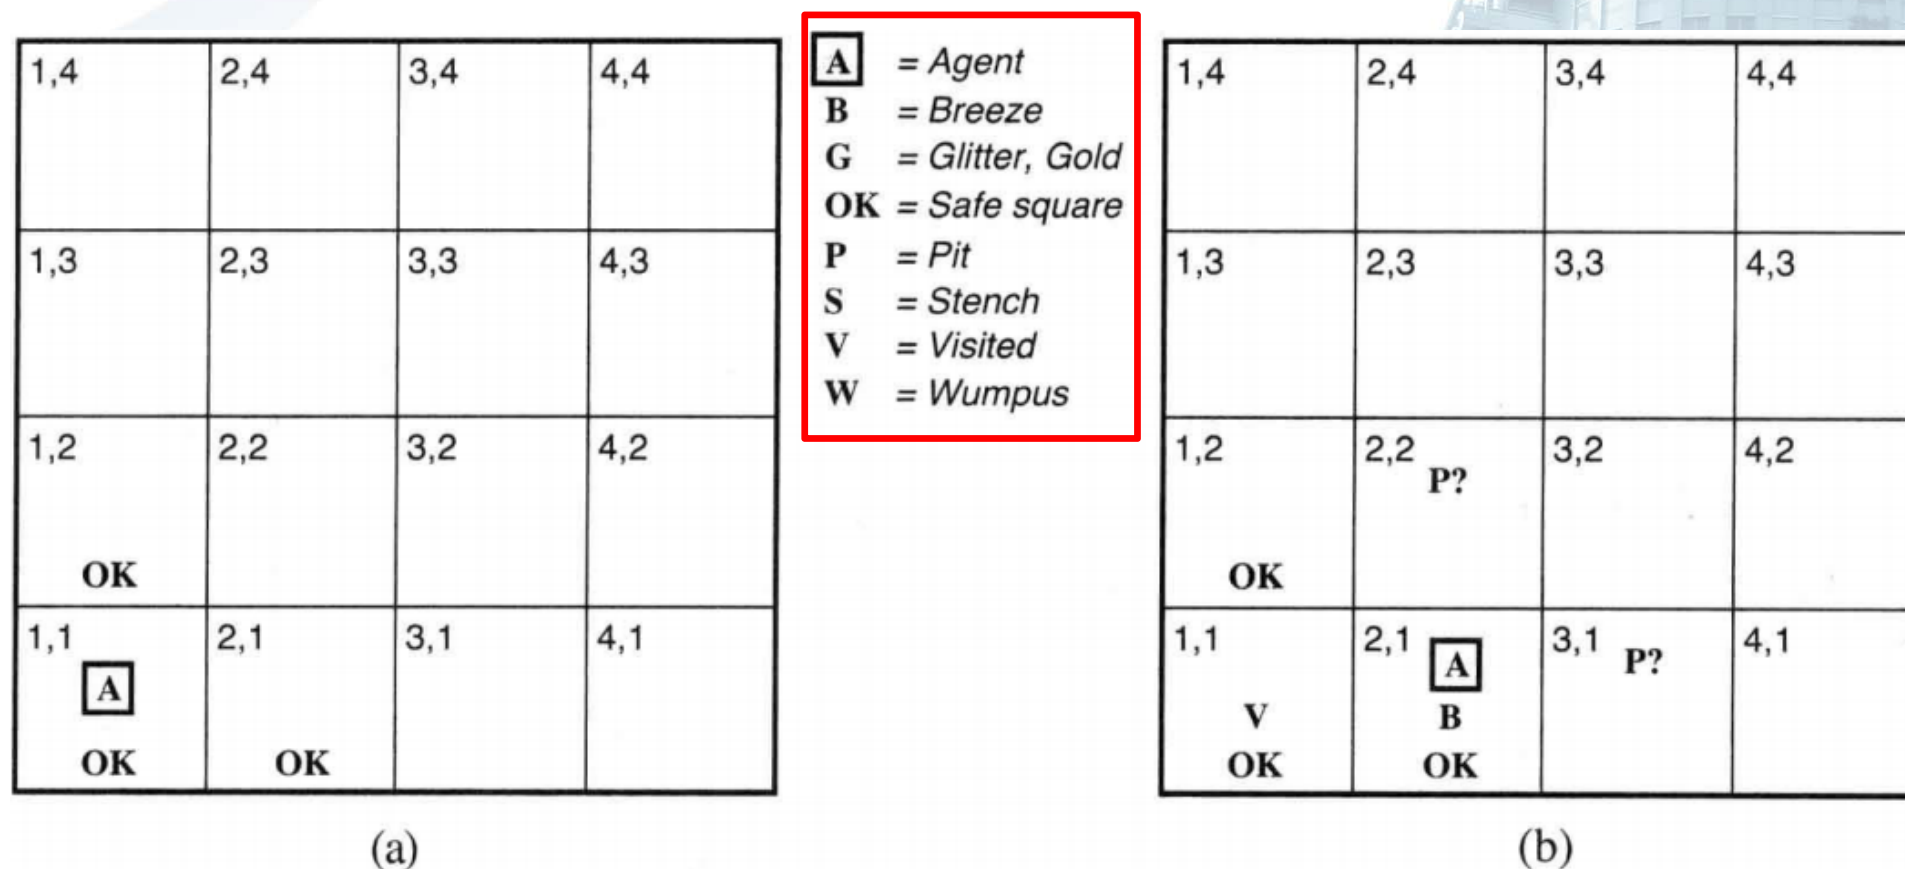 1,4 2,4 3,4 4,4
1,3 2,3 3,3 4,3
1,2 2,2 3,2 4,2
OK
1,1 2,1 3,1 4,1
A
OK OK
(a)
A = Agent
B = Breeze
G = Glitter, Gold
OK = Safe square
P = Pit
S = Stench
V = Visited
W = Wumpus
1,4 2,4 3,4 4,4
1,3 2,3 3,3 4,3
1,2 2,2 3,2 4,2
P?
OK
1,1 2,1 A 3,1 P? 4,1
V B
OK OK
(b)